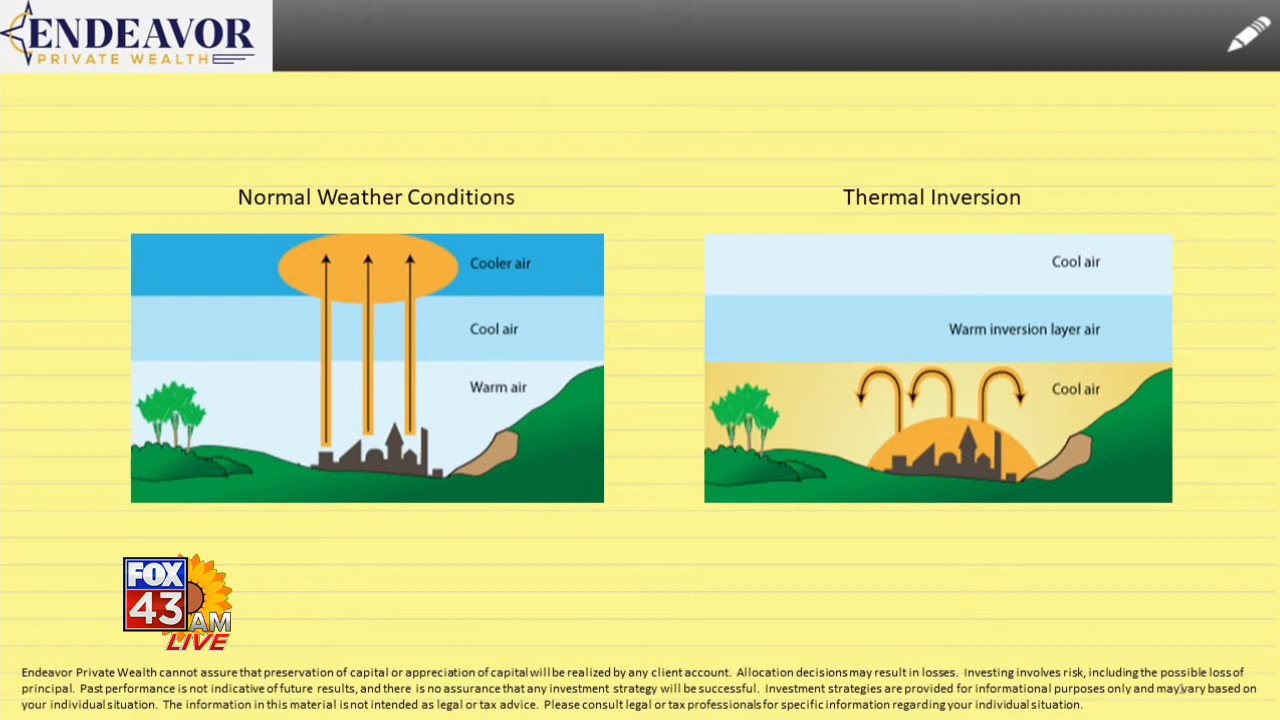 ENDEAVOR
PRIVATE WEALTH
Normal Weather Conditions
Thermal Inversion
Cooler air
Cool air
Warm air
Cool air
Warm inversion layer air
Cool air
FOX
43
AM
LIVE
Endeavor Private Wealth cannot assure that preservation of capital or appreciation of capital will be realized by any client account. Allocation decisions may result in losses. Investing involves risk, including the possible loss of
principal. Past performance is not indicative of future results, and there is no assurance that any investment strategy will be successful. Investment strategies are provided for informational purposes only and may vary based on
your individual situation. The information in this material is not intended as legal or tax advice. Please consult legal or tax professionals for specific information regarding your individual situation.